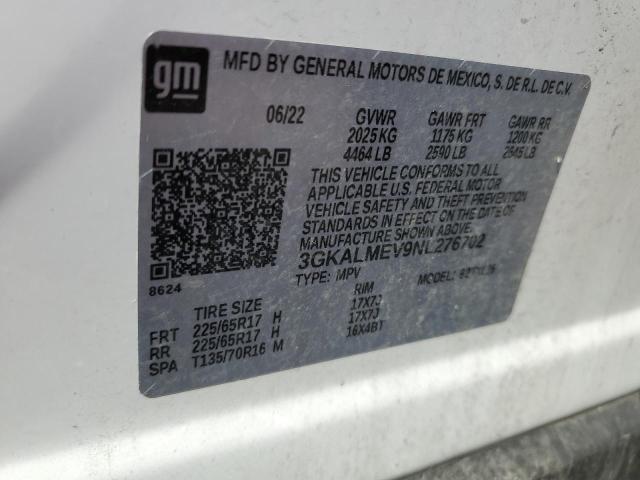 gm
MFD BY GENERAL MOTORS DE MEXICO, S. DE R.L. DE C.V.
06/22 GVWR GAWR FRT GAWR RR
2025 KG 1175 KG 1200 KG
4464 LB 2590 LB 2645 LB
THIS VEHICLE CONFORMS TO ALL
APPLICABLE U.S. FEDERAL MOTOR
VEHICLE SAFETY AND THEFT PREVENTION
STANDARDS IN EFFECT ON THE DATE OF
MANUFACTURE SHOWN ABOVE.
3GKALMEV9NL276702
TYPE: MPV MODEL:
8624
TIRE SIZE RIM
FRT 225/65R17 H 17X7J
RR 225/65R17 H 17X7J
SPA T135/70R16 M 16X4BT